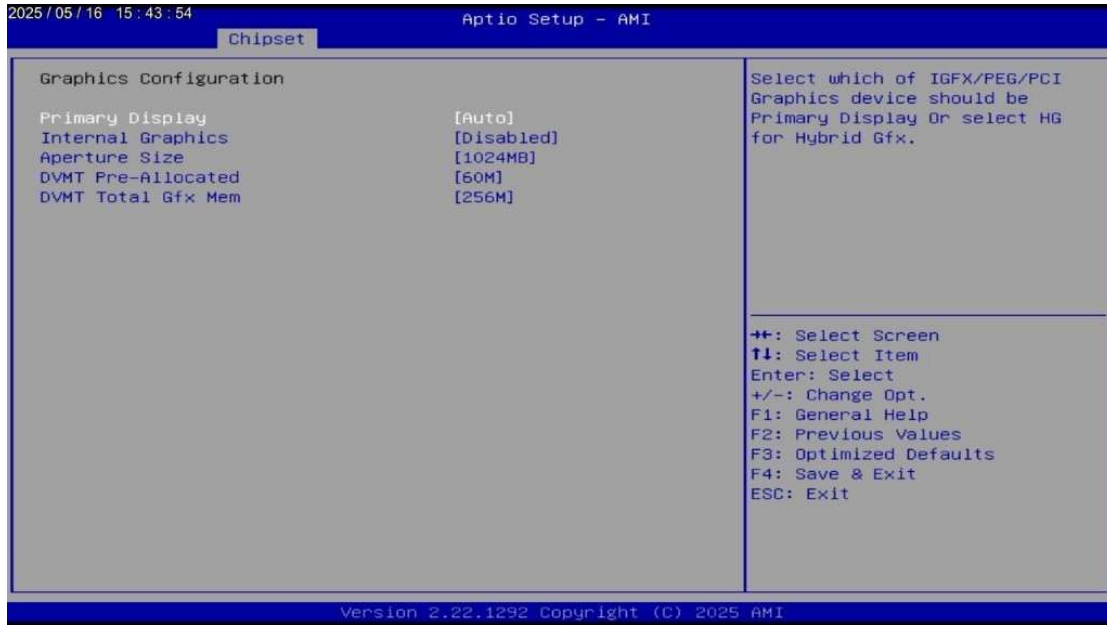 2025/05/16 15:43:54
Aptio Setup - AMI
Chipset
Graphics Configuration
Primary Display [Auto]
Internal Graphics [Disabled]
Aperture Size [1024MB]
DVMT Pre-Allocated [60M]
DVMT Total Gfx Mem [256M]
Select which of IGFX/PEG/PCI
Graphics device should be
Primary Display Or select HG
for Hybrid Gfx.
→←: Select Screen
↑↓: Select Item
Enter: Select
+/-: Change Opt.
F1: General Help
F2: Previous Values
F3: Optimized Defaults
F4: Save & Exit
ESC: Exit
Version 2.22.1292 Copyright (C) 2025 AMI